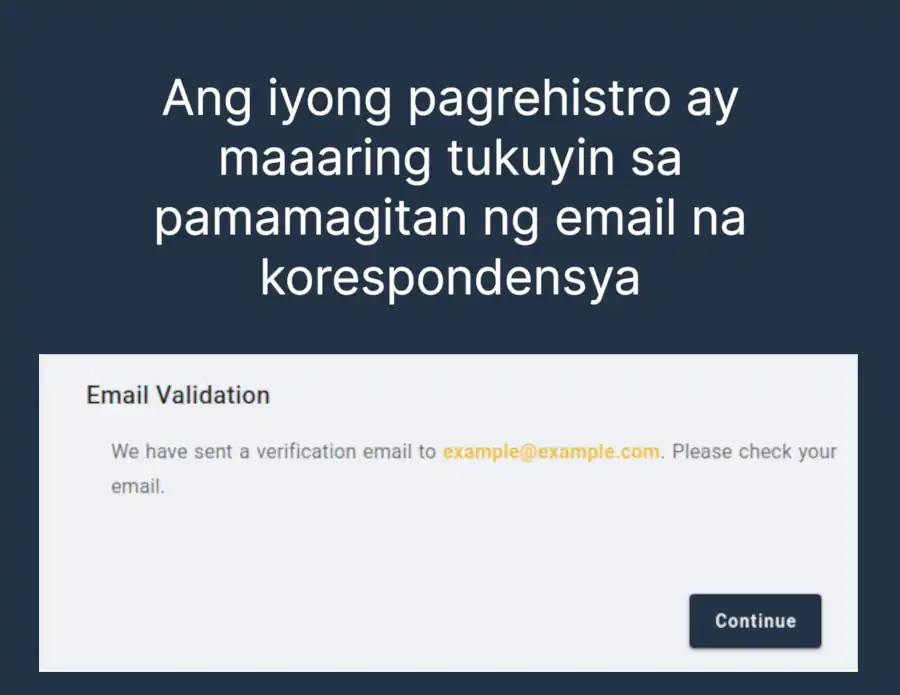 Ang iyong pagrehistro ay
maaaring tukuyin sa
pamamagitan ng email na
korespondensya
Email Validation
We have sent a verification email to example@example.com. Please check your
email.
Continue